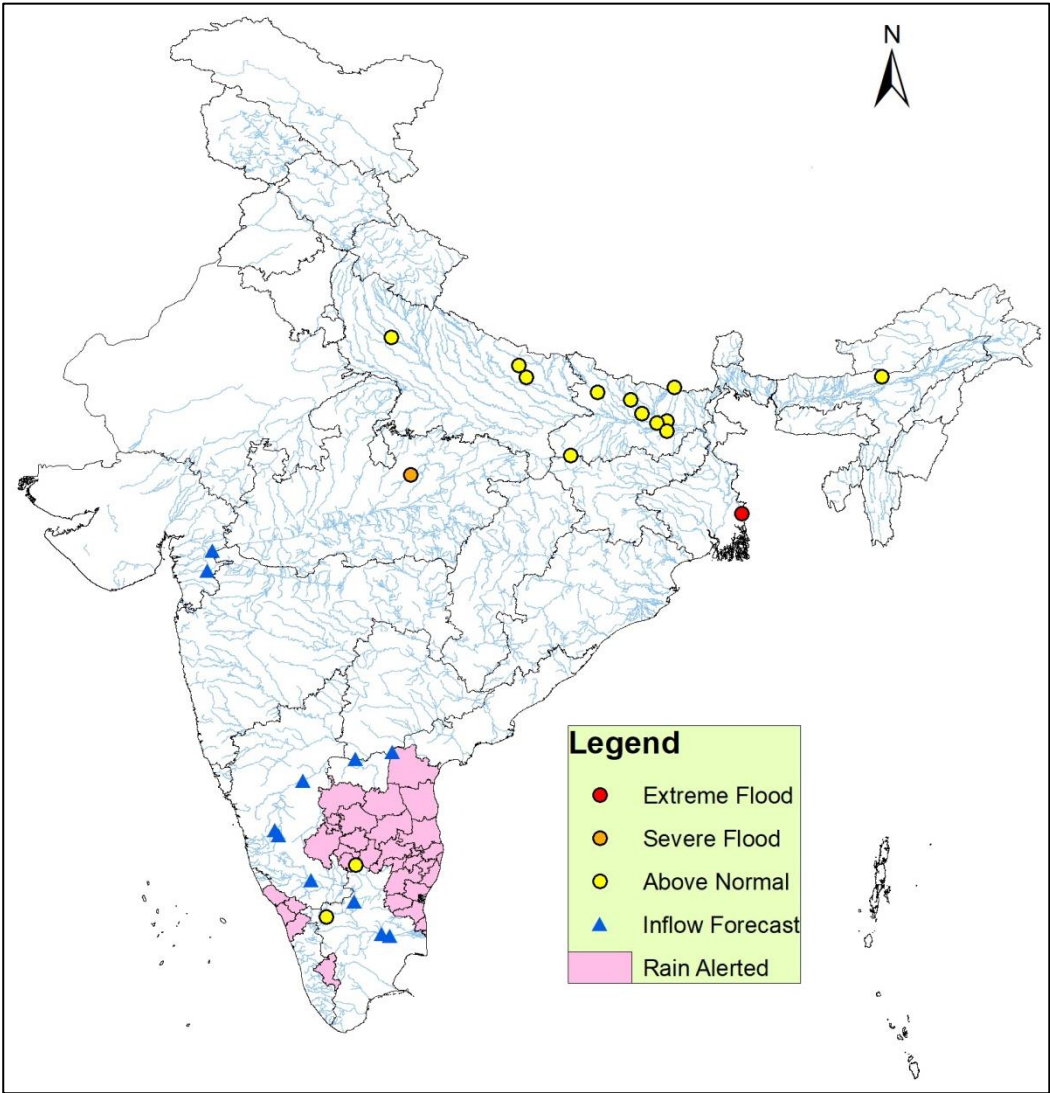 N
Legend
Extreme Flood
Severe Flood
Above Normal
Inflow Forecast
Rain Alerted